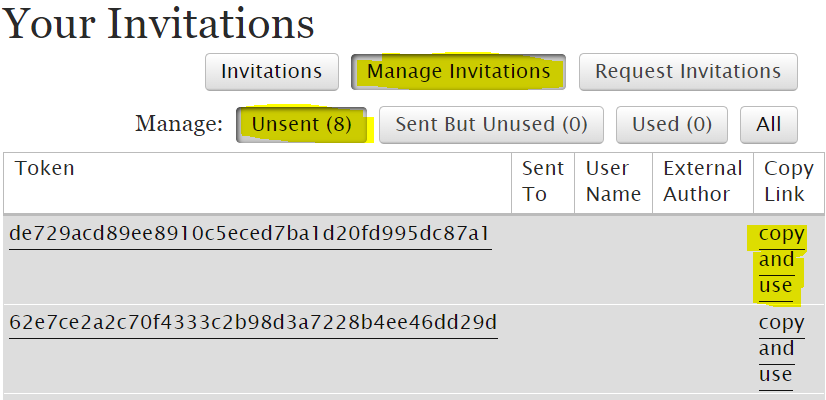 Your Invitations
Invitations Manage Invitations Request Invitations
Manage: Unsent (8) Sent But Unused (0) Used (0) All
Token Sent To User Name External Author Copy Link
de729acd89ee8910c5eced7ba1d20fd995dc87a1 copy and use
62e7ce2a2c70f4333c2b98d3a7228b4ee46dd29d copy and use